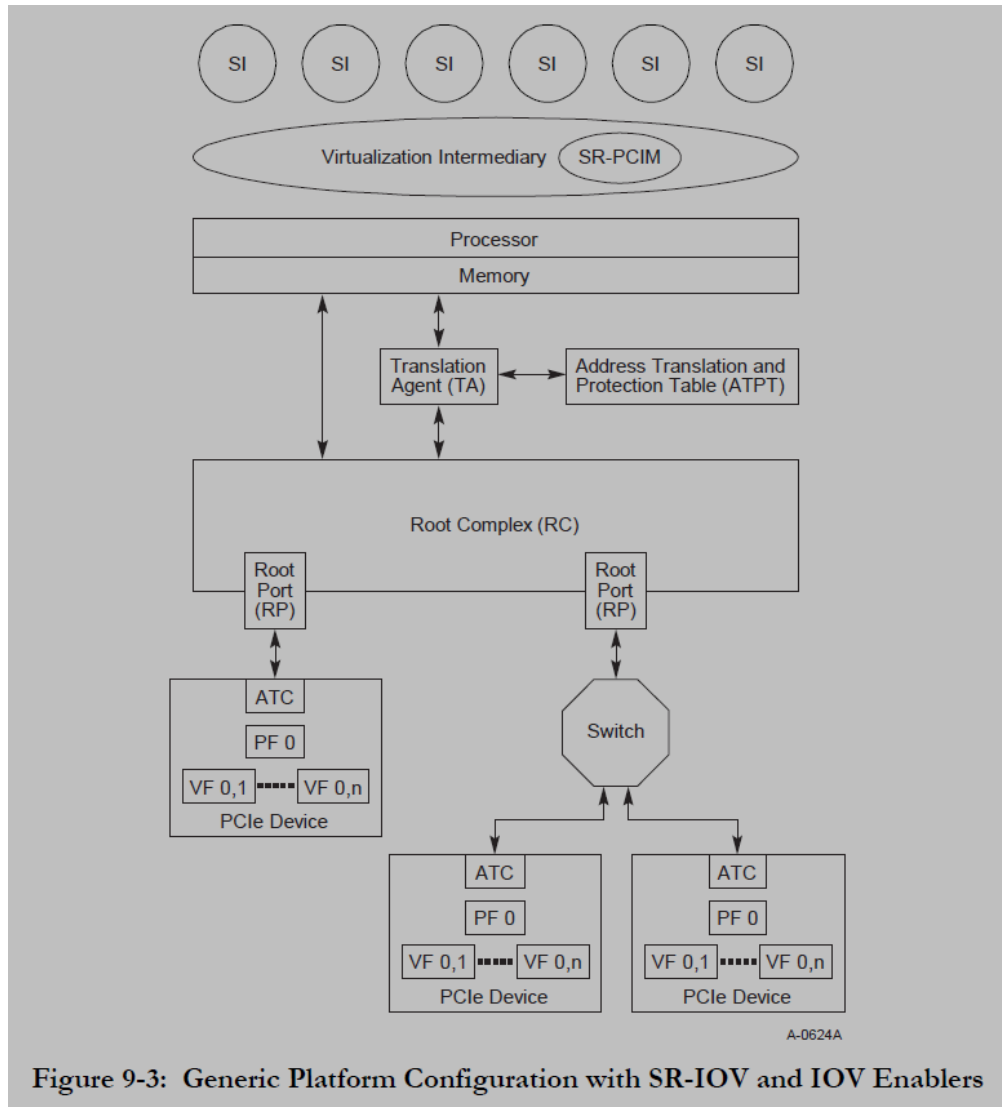 SI SI SI SI SI SI
Virtualization Intermediary SR-PCIM
Processor
Memory
Translation
Agent (TA)
Address Translation and
Protection Table (ATPT)
Root Complex (RC)
Root
Port
(RP)
Root
Port
(RP)
ATC
PF 0
VF 0,1 VF 0,n
PCIe Device
Switch
ATC
PF 0
VF 0,1 VF 0,n
PCIe Device
ATC
PF 0
VF 0,1 VF 0,n
PCIe Device
A-0624A
Figure 9-3: Generic Platform Configuration with SR-IOV and IOV Enablers